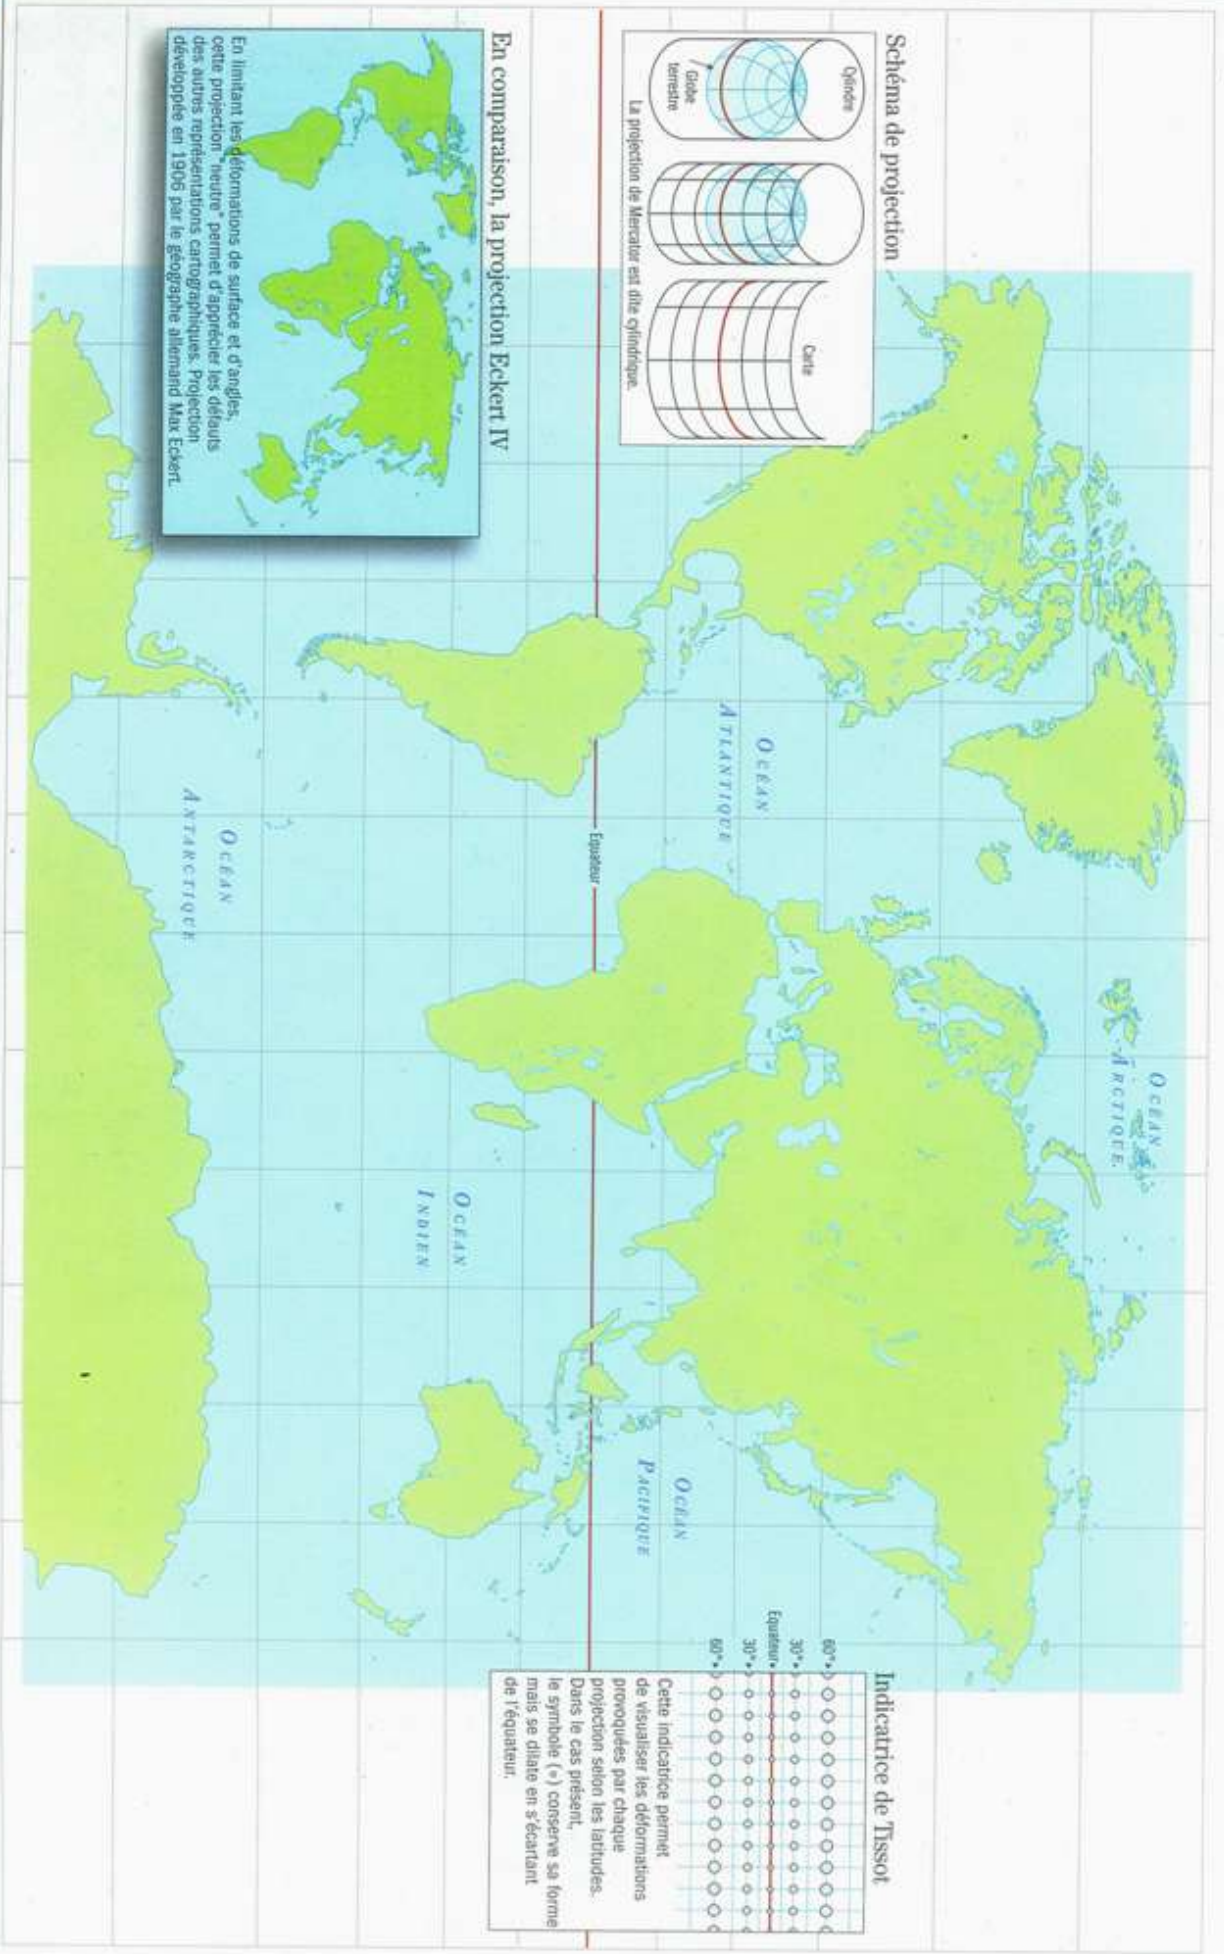 Schéma de projection
Cylindre
Globe
terrestre
Carte
La projection de Mercator est dite cylindrique.
En comparaison, la projection Eckert IV
En limitant les déformations de surface et d'angles,
cette projection "neutre" permet d'apprécier les défauts
des autres représentations cartographiques. Projection
développée en 1906 par le géographe allemand Max Eckert.
OCÉAN
ARCTIQUE
OCÉAN
ATLANTIQUE
Equateur
OCÉAN
PACIFIQUE
OCÉAN
INDIEN
OCÉAN
ANTARCTIQUE
Indicatrice de Tissot
60°
30°
Equateur
30°
60°
Cette indicatrice permet
de visualiser les déformations
provoquées par chaque
projection selon les latitudes.
Dans le cas présent,
le symbole (∘) conserve sa forme
mais se dilate en s'écartant
de l'équateur.